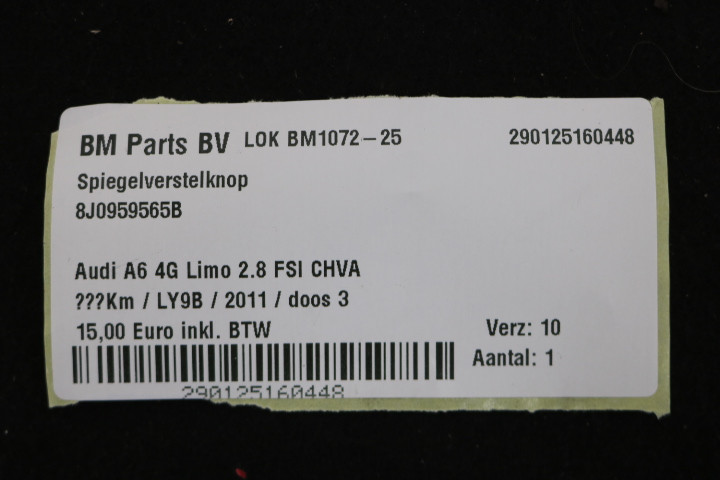 BM Parts BV LOK BM1072-25 290125160448
Spiegelverstelknop
8J0959565B
Audi A6 4G Limo 2.8 FSI CHVA
???Km / LY9B / 2011 / doos 3
15,00 Euro inkl. BTW Verz: 10
Aantal: 1
290125160448